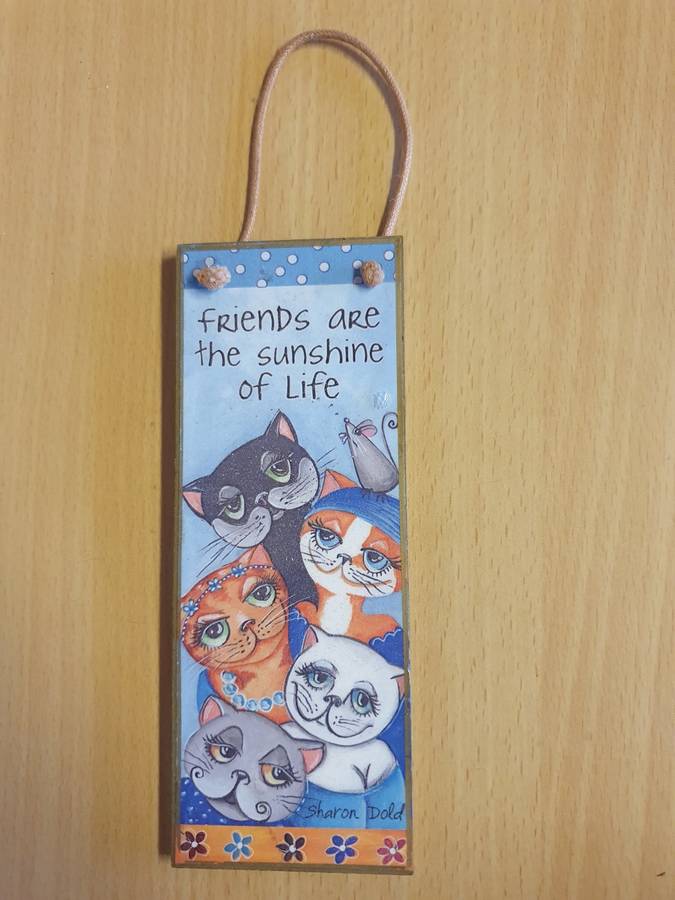 friends are
the sunshine
of Life
Sharon Dold